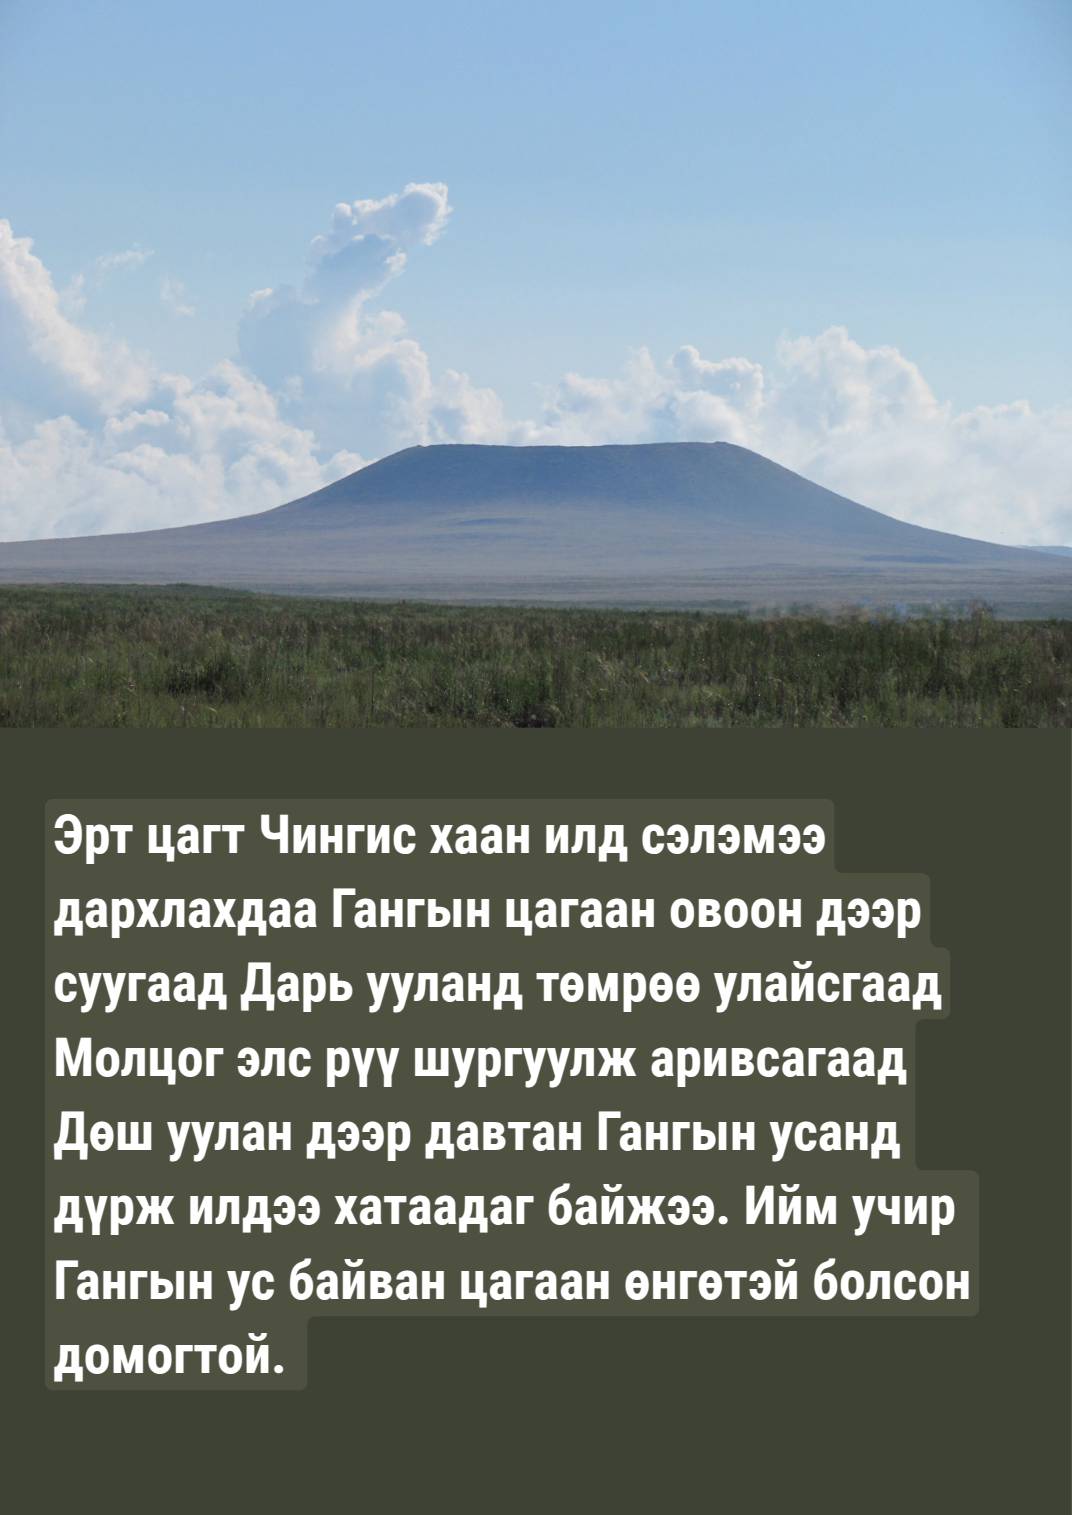 Эрт цагт Чингис хаан илд сэлэмээ
дархлахдаа Гангын цагаан овоон дээр
суугаад Дарь ууланд төмрөө улайсгаад
Молцог элс рүү шургуулж аривсагаад
Дөш уулан дээр давтан Гангын усанд
дүрж илдээ хатаадаг байжээ. Ийм учир
Гангын ус байван цагаан өнгөтэй болсон
домогтой.